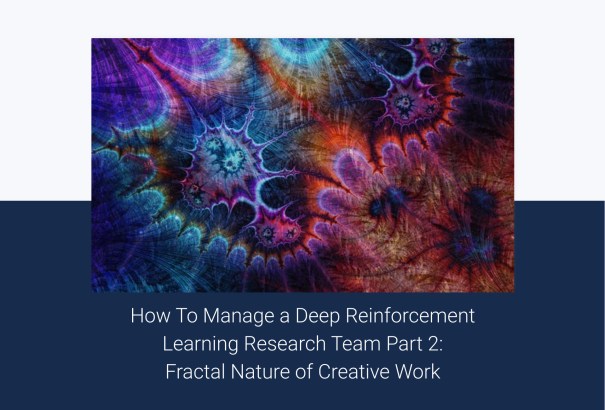 How To Manage a Deep Reinforcement
Learning Research Team Part 2:
Fractal Nature of Creative Work